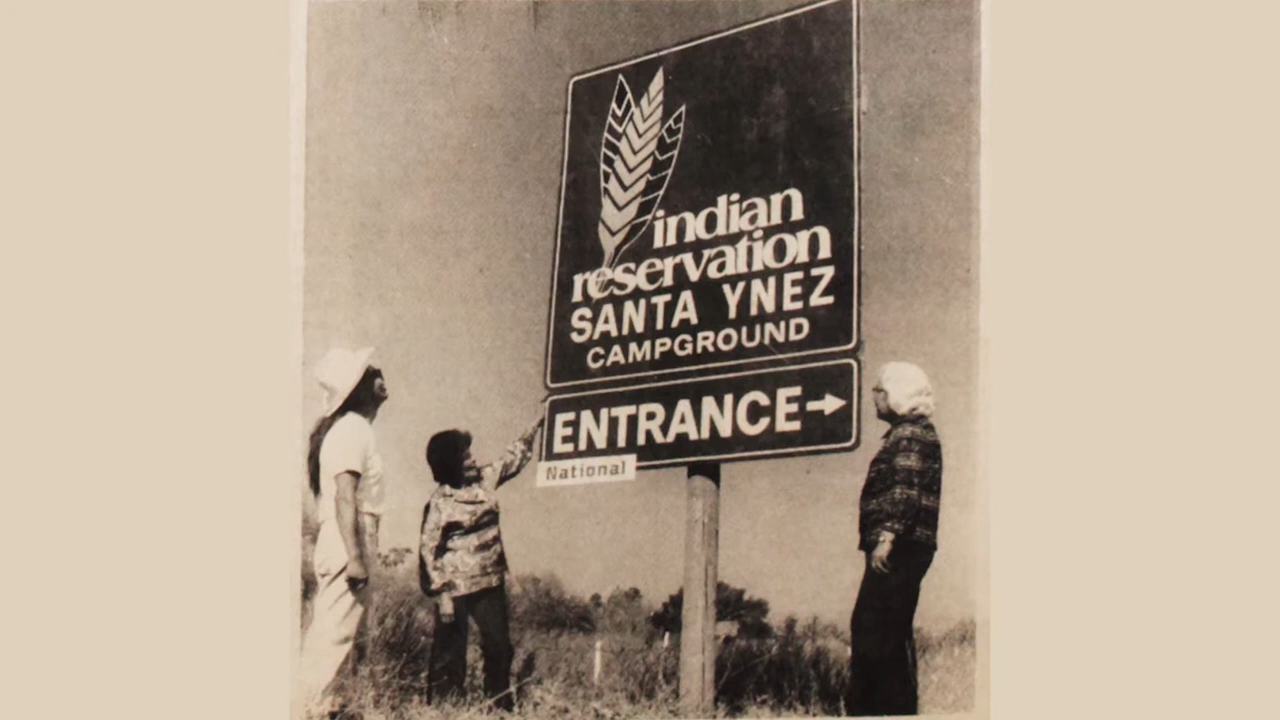 indian
reservation
SANTA YNEZ
CAMPGROUND
ENTRANCE→
National